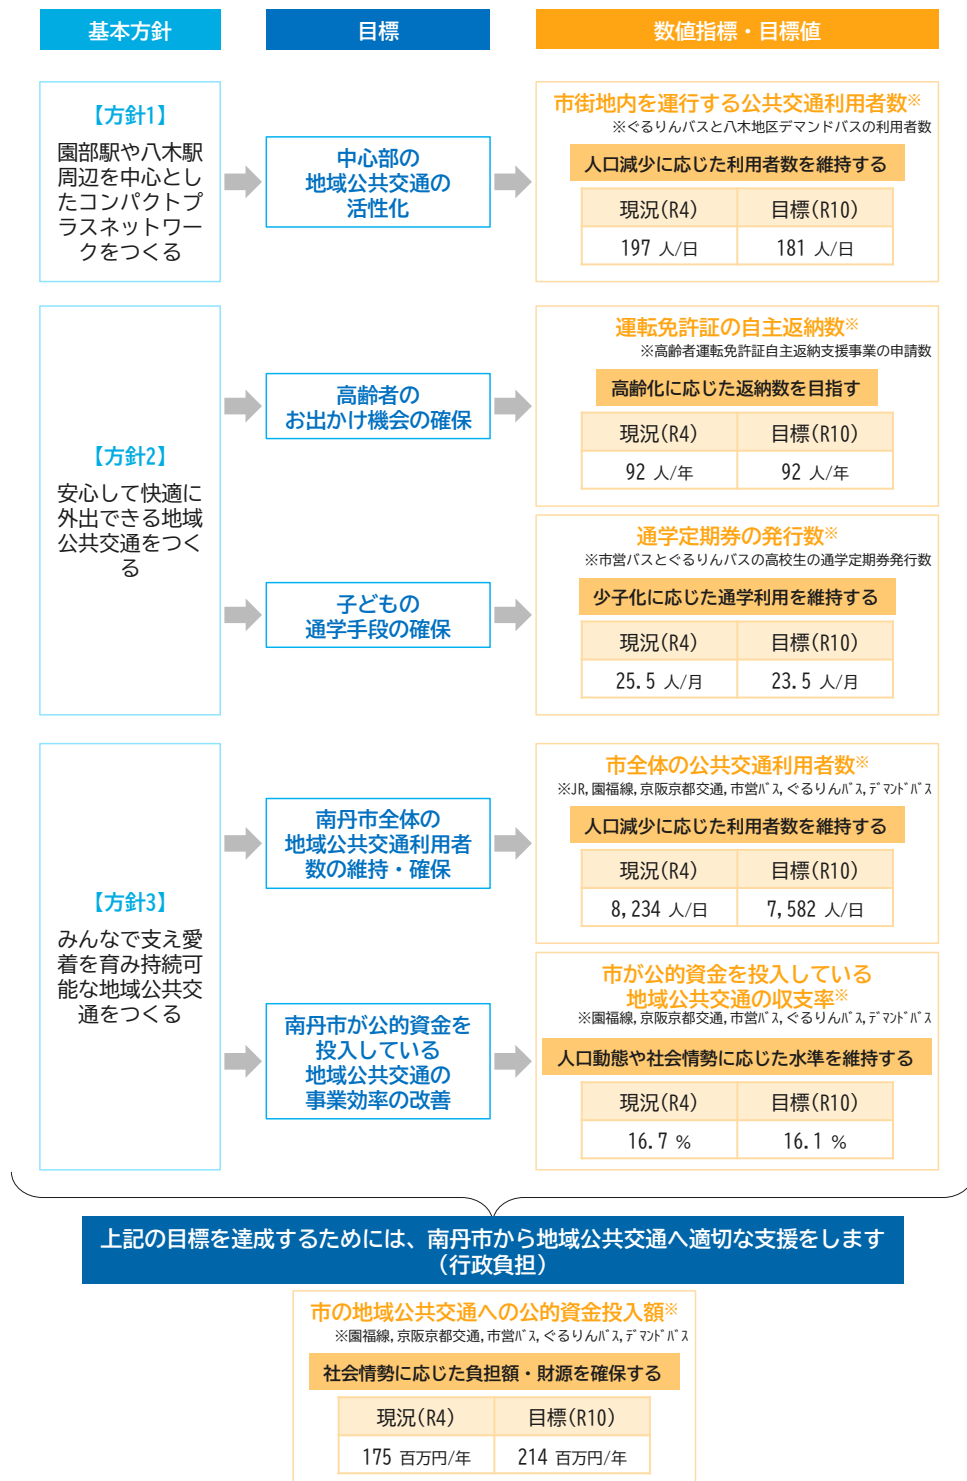 基本方針
目標
数値指標・目標値
【方針1】
園部駅や八木駅
周辺を中心とし
たコンパクトプ
ラスネットワー
クをつくる
中心部の
地域公共交通の
活性化
市街地内を運行する公共交通利用者数※
※ぐるりんバスと八木地区デマンドバスの利用者数
人口減少に応じた利用者数を維持する
現況(R4) 目標(R10)
197 人/日 181 人/日
【方針2】
安心して快適に
外出できる地域
公共交通をつく
る
高齢者の
お出かけ機会の確保
運転免許証の自主返納数※
※高齢者運転免許証自主返納支援事業の申請数
高齢化に応じた返納数を目指す
現況(R4) 目標(R10)
92 人/年 92 人/年
子どもの
通学手段の確保
通学定期券の発行数※
※市営バスとぐるりんバスの高校生の通学定期券発行数
少子化に応じた通学利用を維持する
現況(R4) 目標(R10)
25.5 人/月 23.5 人/月
【方針3】
みんなで支え愛
着を育み持続可
能な地域公共交
通をつくる
南丹市全体の
地域公共交通利用者
数の維持・確保
市全体の公共交通利用者数※
※JR,園福線,京阪京都交通,市営ﾊﾞｽ,ぐるりんﾊﾞｽ,ﾃﾞﾏﾝﾄﾞﾊﾞｽ
人口減少に応じた利用者数を維持する
現況(R4) 目標(R10)
8,234 人/日 7,582 人/日
南丹市が公的資金を
投入している
地域公共交通の
事業効率の改善
市が公的資金を投入している
地域公共交通の収支率※
※園福線,京阪京都交通,市営ﾊﾞｽ,ぐるりんﾊﾞｽ,ﾃﾞﾏﾝﾄﾞﾊﾞｽ
人口動態や社会情勢に応じた水準を維持する
現況(R4) 目標(R10)
16.7 % 16.1 %
上記の目標を達成するためには、南丹市から地域公共交通へ適切な支援をします
（行政負担）
市の地域公共交通への公的資金投入額※
※園福線,京阪京都交通,市営ﾊﾞｽ,ぐるりんﾊﾞｽ,ﾃﾞﾏﾝﾄﾞﾊﾞｽ
社会情勢に応じた負担額・財源を確保する
現況(R4) 目標(R10)
175 百万円/年 214 百万円/年